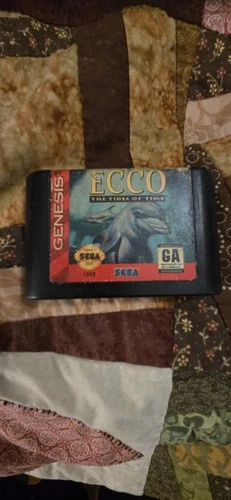 GENESIS
ECCO
THE TIDES OF TIME
SEGA
SEGA
GA